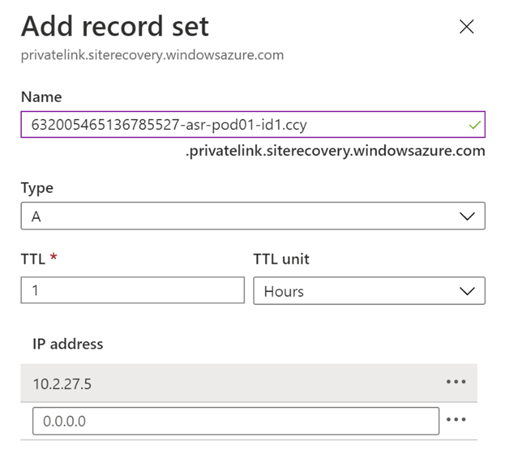 Add record set
privatelink.siterecovery.windowsazure.com
Name
632005465136785527-asr-pod01-id1.ccy
.privatelink.siterecovery.windowsazure.com
Type
A
TTL * TTL unit
1 Hours
IP address
10.2.27.5
0.0.0.0